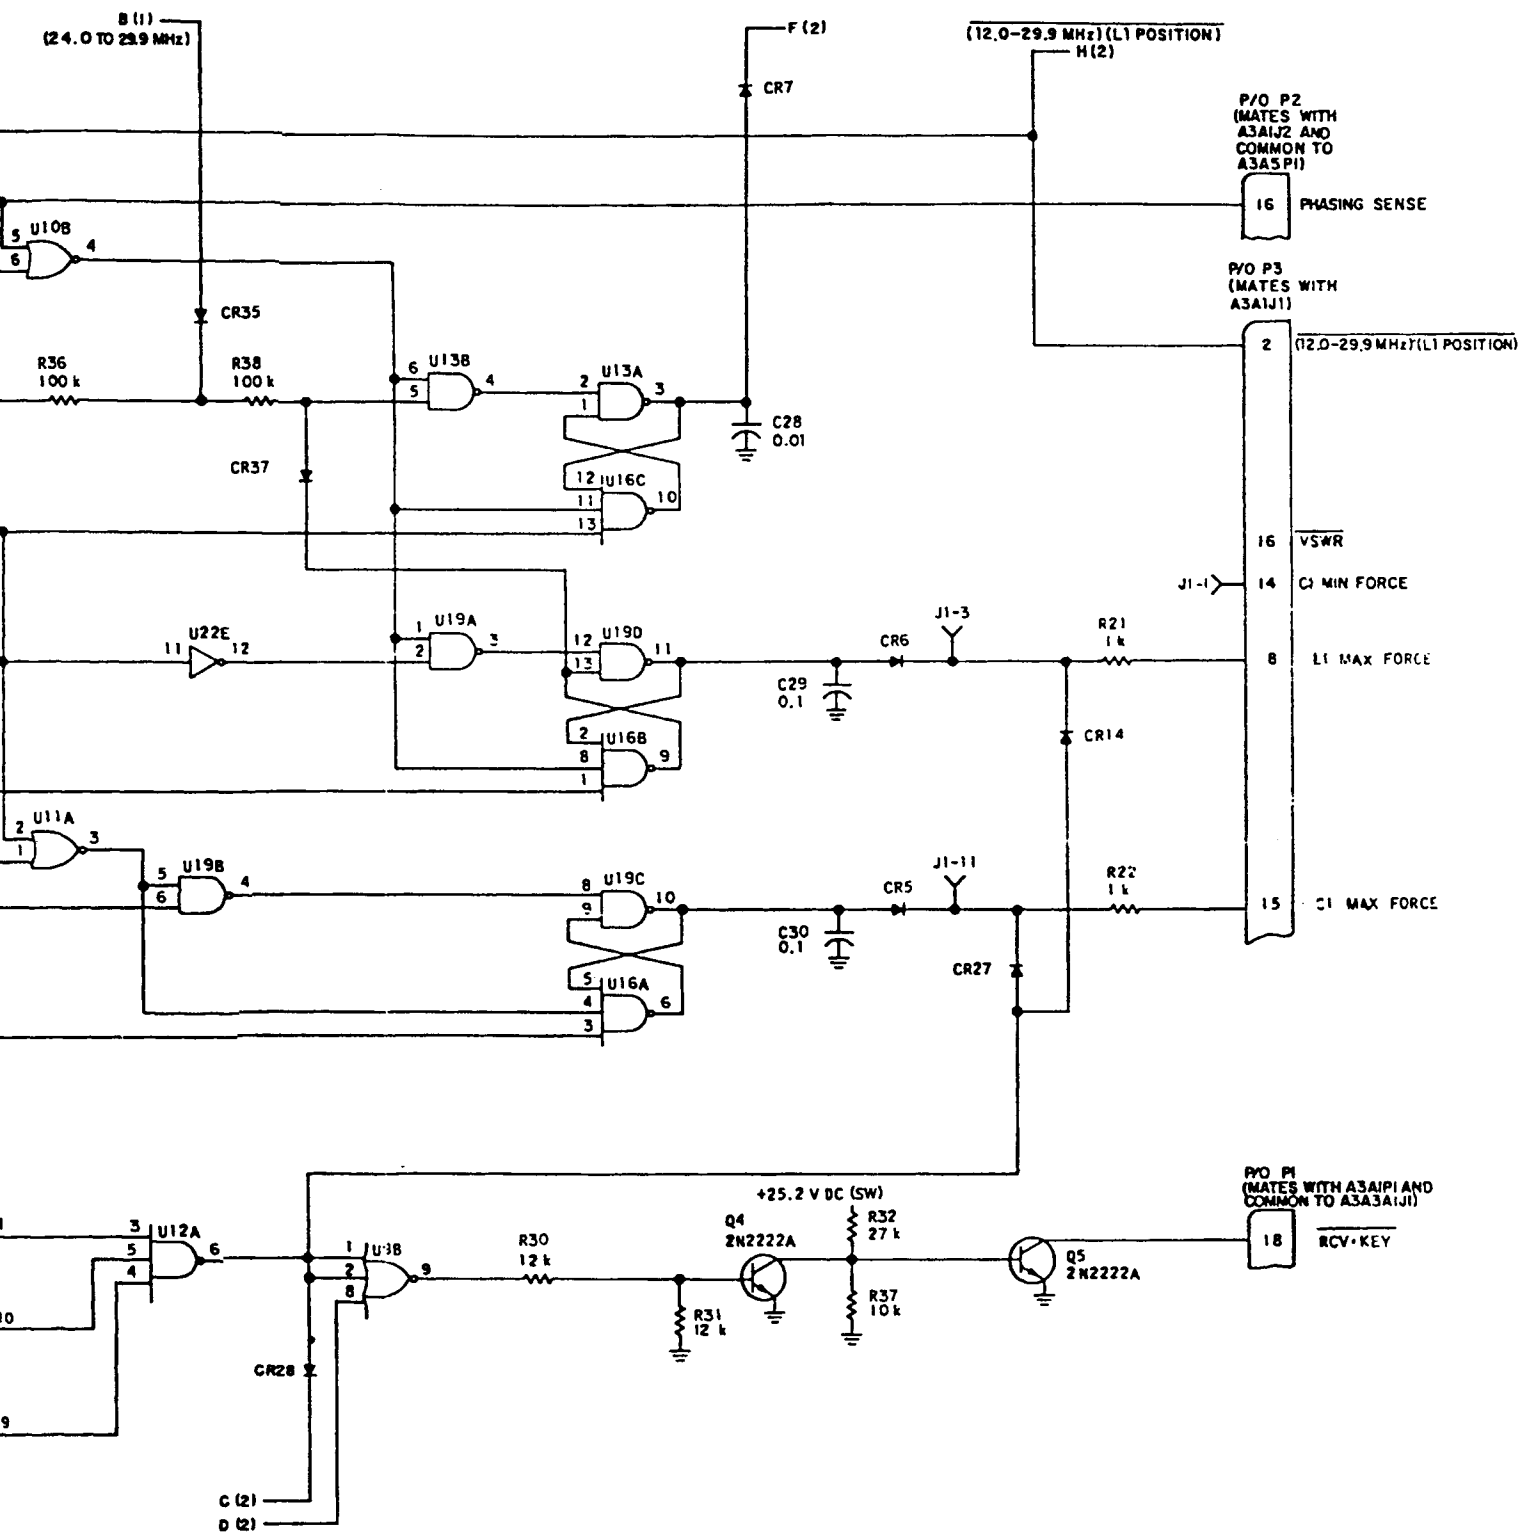 B (1)
(24.0 TO 29.9 MHz)
F (2)
(12.0-29.9 MHz)(L1 POSITION)
H(2)
CR7
P/O P2
(MATES WITH
A3A1J2 AND
COMMON TO
A3A5P1)
16 PHASING SENSE
U10B
5
6
4
P/O P3
(MATES WITH
A3A1J1)
CR35
2 (12.0-29.9 MHz)(L1 POSITION)
R36
100 k
R38
100 k
U13B
6
5
4
U13A
2
1
3
C28
0.01
CR37
12 U16C
11
13
10
16 VSWR
J1-1 14 C1 MIN FORCE
U22E
11 12
U19A
1
2
3
U19D
12
13
11
CR6
J1-3
R21
1 k
8 L1 MAX FORCE
C29
0.1
CR14
2 U16B
8
1
9
U11A
2
1
3
U19B
5
6
4
U19C
8
9
10
CR5
J1-11
R22
1 k
15 C1 MAX FORCE
C30
0.1
CR27
5 U16A
4
3
6
+25.2 V DC (SW)
P/O P1
(MATES WITH A3A1P1 AND
COMMON TO A3A3A1J1)
18 RCV·KEY
3 U12A
5
4
6
1
2
8
9
R30
12 k
Q4
2N2222A
R32
27 k
Q5
2N2222A
R31
12 k
R37
10 k
0
CR28
9
C (2)
D (2)